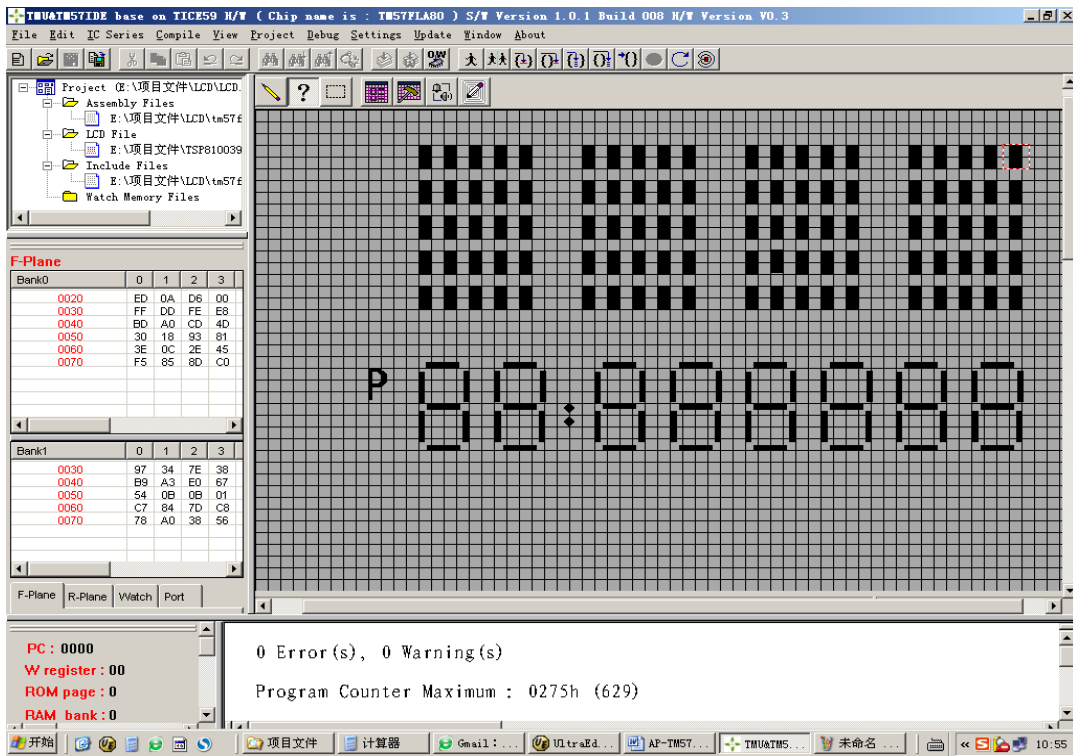 TMU&TM57IDE base on TICE59 H/T ( Chip name is : TM57FLA80 ) S/T Version 1.0.1 Build 008 H/T Version V0.3
File Edit IC Series Compile View Project Debug Settings Update Window About
Project (E:\项目文件\LCD\LCD.
Assembly Files
E:\项目文件\LCD\tm57f
LCD File
E:\项目文件\TSP810039
Include Files
E:\项目文件\LCD\tm57f
Watch Memory Files
F-Plane
Bank0 0 1 2 3
0020 ED 0A D6 00
0030 FF DD FE E8
0040 BD A0 CD 4D
0050 30 18 93 81
0060 3E 0C 2E 45
0070 F5 85 8D C0
P 88:888888
Bank1 0 1 2 3
0030 97 34 7E 38
0040 B9 A3 E0 67
0050 54 0B 0B 01
0060 C7 84 7D C8
0070 78 A0 38 56
F-Plane R-Plane Watch Port
PC : 0000
W register : 00
ROM page : 0
RAM bank : 0
0 Error(s), 0 Warning(s)
Program Counter Maximum : 0275h (629)
开始 项目文件 计算器 Gmail: ... UltraEd... AP-TM57... TMU&TM5... 未命名 ... 10:55